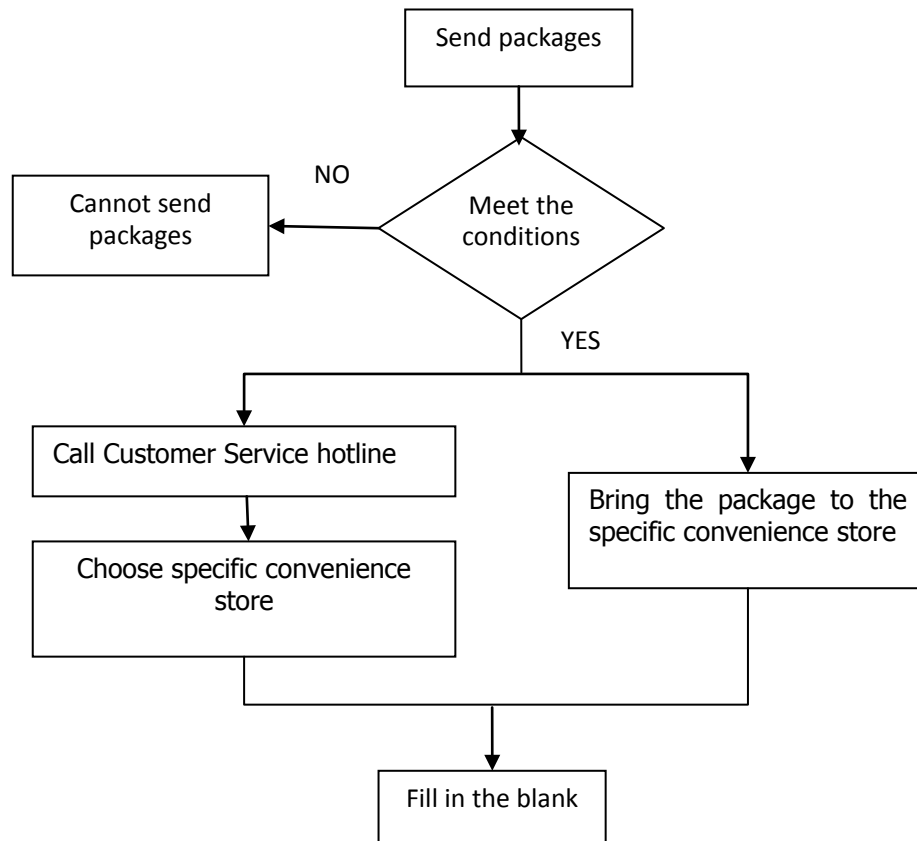 Send packages
NO
Cannot send
packages
Meet the
conditions
YES
Call Customer Service hotline
Bring the package to the
specific convenience store
Choose specific convenience
store
Fill in the blank